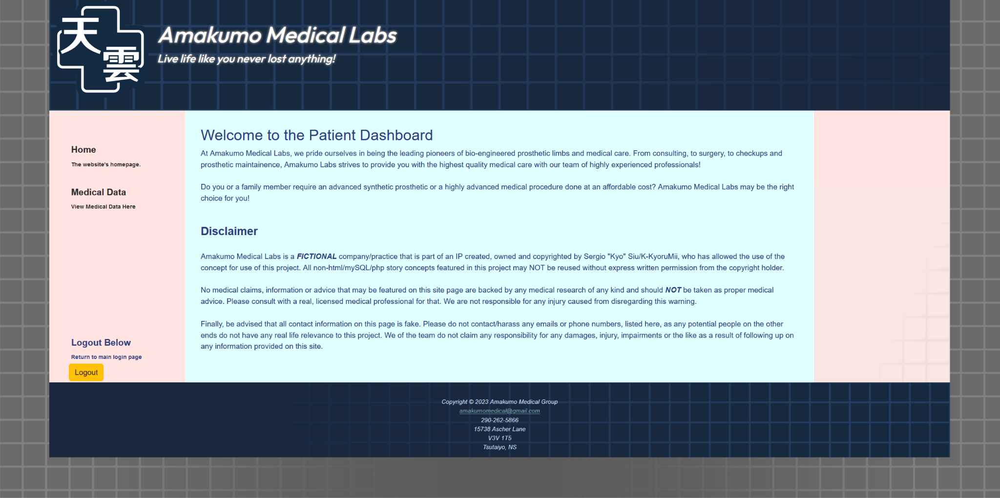 天雲
Amakumo Medical Labs
Live life like you never lost anything!
Home
The website's homepage.
Medical Data
View Medical Data Here
Logout Below
Return to main login page
Logout
Welcome to the Patient Dashboard
At Amakumo Medical Labs, we pride ourselves in being the leading pioneers of bio-engineered prosthetic limbs and medical care. From consulting, to surgery, to checkups and
prosthetic maintainence, Amakumo Labs strives to provide you with the highest quality medical care with our team of highly experienced professionals!
Do you or a family member require an advanced synthetic prosthetic or a highly advanced medical procedure done at an affordable cost? Amakumo Medical Labs may be the right
choice for you!
Disclaimer
Amakumo Medical Labs is a FICTIONAL company/practice that is part of an IP created, owned and copyrighted by Sergio "Kyo" Siu/K-KyoruMii, who has allowed the use of the
concept for use of this project. All non-html/mySQL/php story concepts featured in this project may NOT be reused without express written permission from the copyright holder.
No medical claims, information or advice that may be featured on this site page are backed by any medical research of any kind and should NOT be taken as proper medical
advice. Please consult with a real, licensed medical professional for that. We are not responsible for any injury caused from disregarding this warning.
Finally, be advised that all contact information on this page is fake. Please do not contact/harass any emails or phone numbers, listed here, as any potential people on the other
ends do not have any real life relevance to this project. We of the team do not claim any responsibility for any damages, injury, impairments or the like as a result of following up on
any information provided on this site.
Copyright © 2023 Amakumo Medical Group
amakumomedical@gmail.com
290-262-5866
15738 Ascher Lane
V3V 1T5
Tsutaiyo, NS